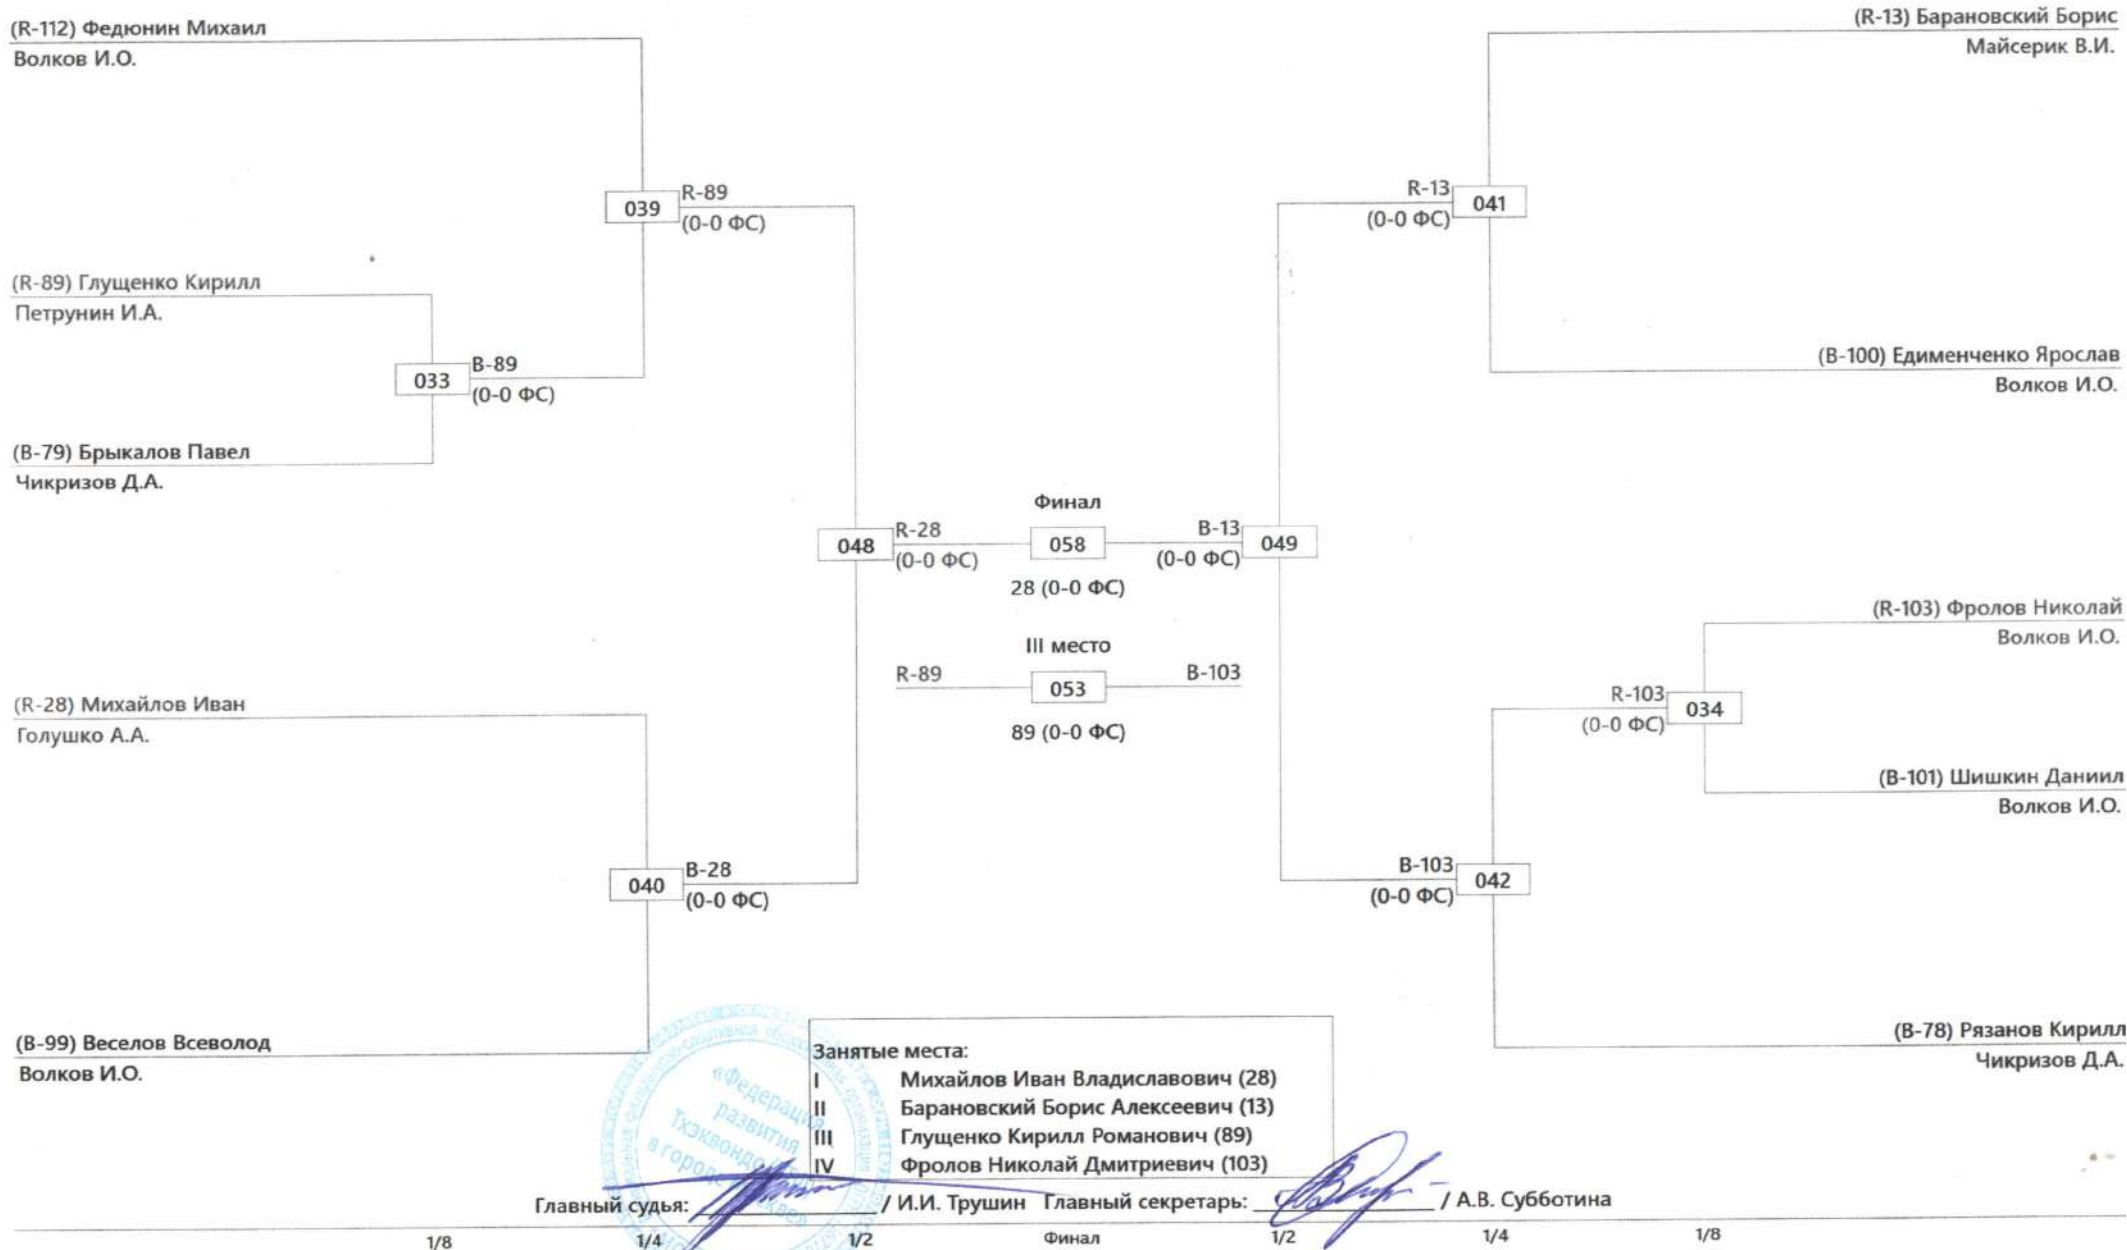 (R-112) Федюнин Михаил
Волков И.О.
039
R-89
(0-0 ФС)
(R-89) Глущенко Кирилл
Петрунин И.А.
033
B-89
(0-0 ФС)
(B-79) Брыкалов Павел
Чикризов Д.А.
048
R-28
(0-0 ФС)
(R-28) Михайлов Иван
Голушко А.А.
040
B-28
(0-0 ФС)
(B-99) Веселов Всеволод
Волков И.О.
Финал
058
28 (0-0 ФС)
III место
R-89
053
B-103
89 (0-0 ФС)
(R-13) Барановский Борис
Майсерик В.И.
R-13
(0-0 ФС)
041
(B-100) Едименченко Ярослав
Волков И.О.
B-13
(0-0 ФС)
049
(R-103) Фролов Николай
Волков И.О.
R-103
(0-0 ФС)
034
(B-101) Шишкин Даниил
Волков И.О.
B-103
(0-0 ФС)
042
(B-78) Рязанов Кирилл
Чикризов Д.А.
Занятые места:
I Михайлов Иван Владиславович (28)
II Барановский Борис Алексеевич (13)
III Глущенко Кирилл Романович (89)
IV Фролов Николай Дмитриевич (103)
«Федерация
развития
Тхэквондо
в городе
Главный судья: / И.И. Трушин Главный секретарь: / А.В. Субботина
1/8 1/4 1/2 Финал 1/2 1/4 1/8